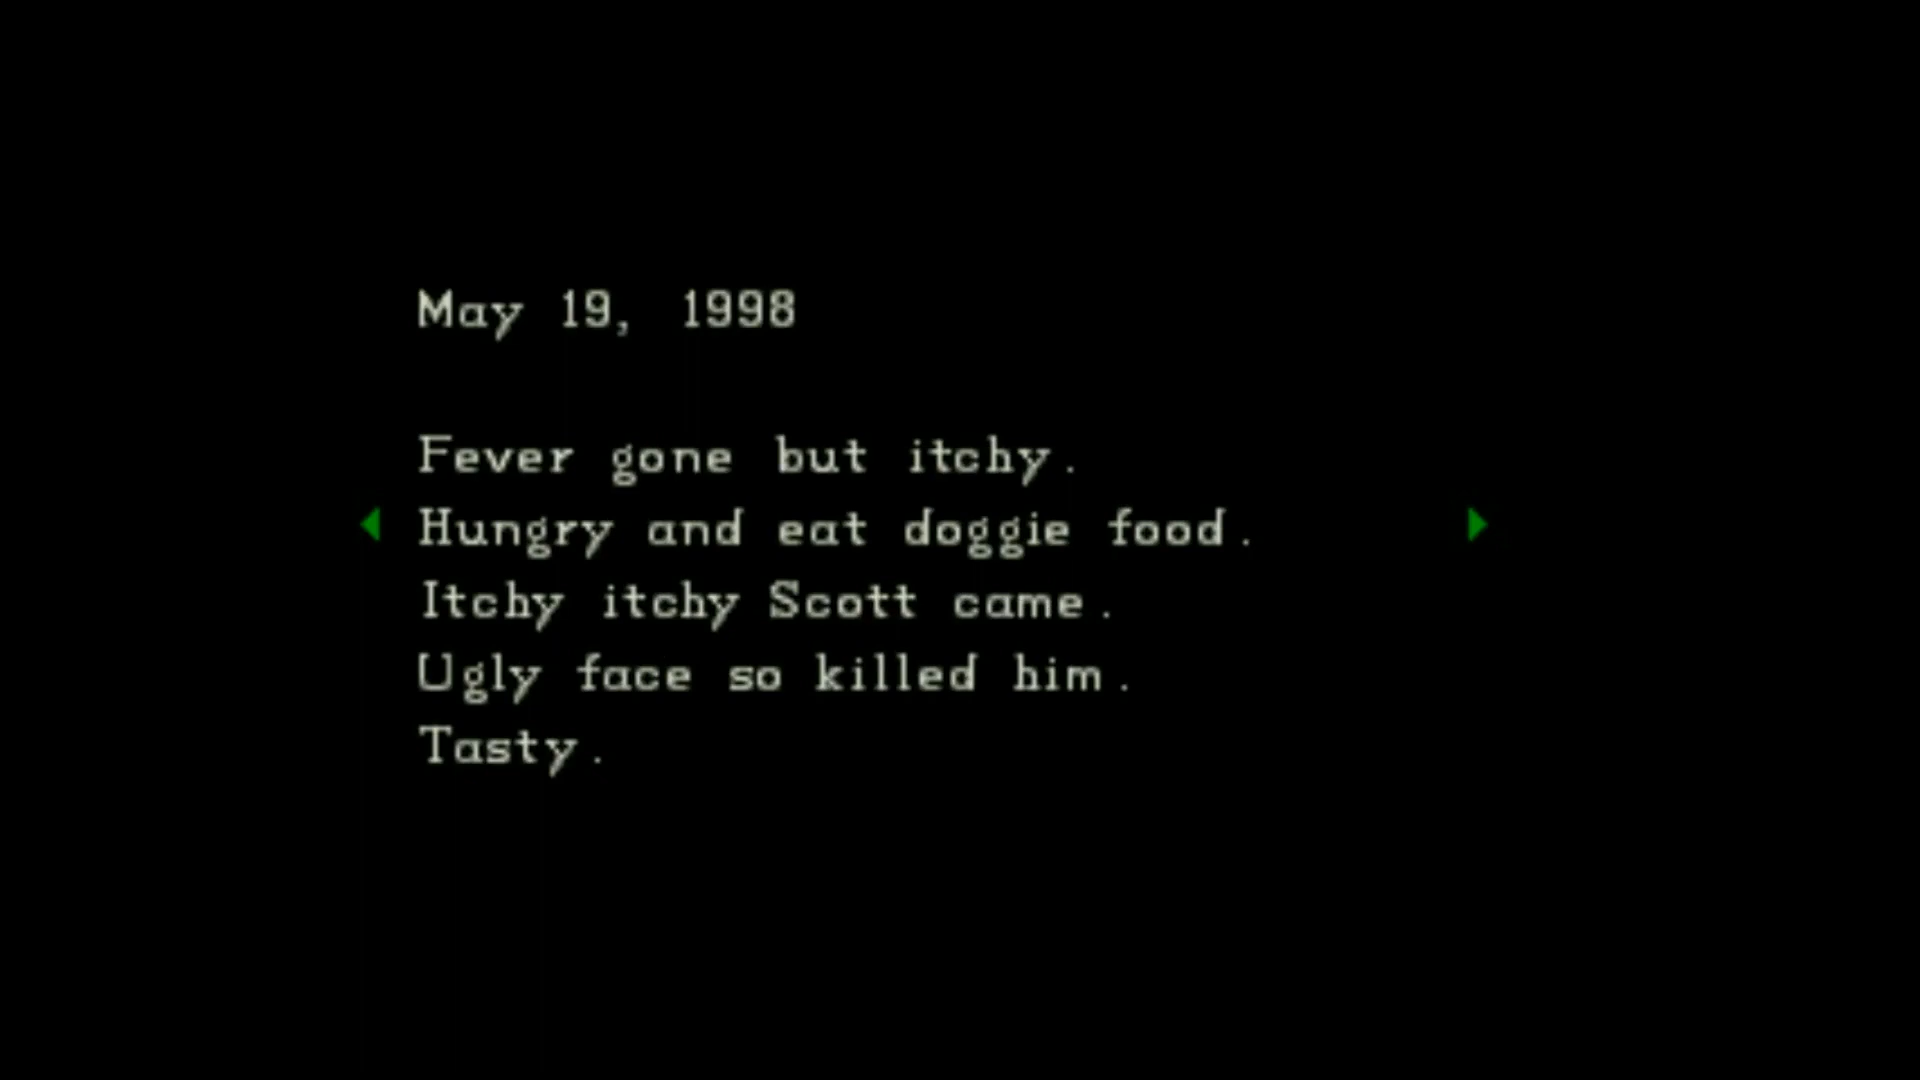 May 19, 1998
Fever gone but itchy.
Hungry and eat doggie food.
Itchy itchy Scott came.
Ugly face so killed him.
Tasty.